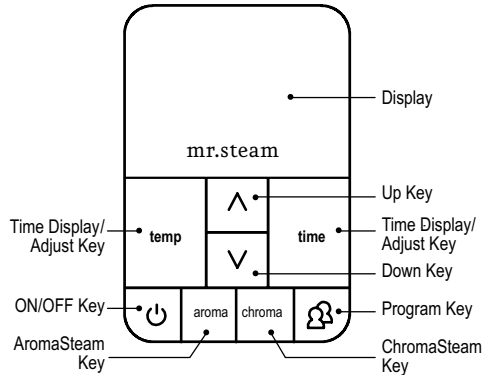 Display
mr.steam
Up Key
Time Display/
Adjust Key
temp
time
Time Display/
Adjust Key
Down Key
ON/OFF Key
aroma
chroma
Program Key
AromaSteam
Key
ChromaSteam
Key